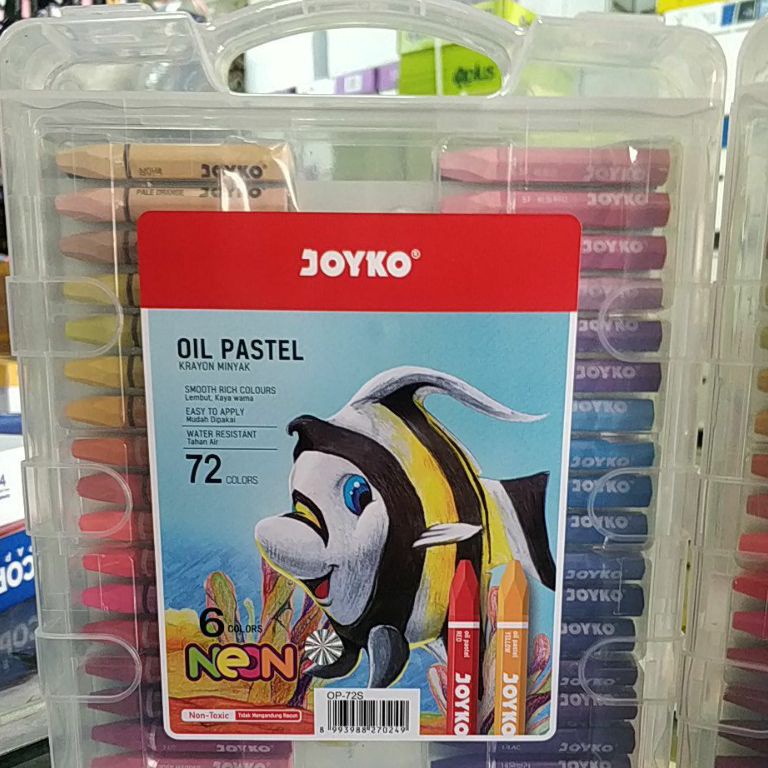 JOYKO
PALE ORANGE
JOYKO
JOYKO
JOYKO
JOYKO
JOYKO
OIL PASTEL
KRAYON MINYAK
SMOOTH RICH COLOURS
Lembut, Kaya warna
EASY TO APPLY
Mudah Dipakai
WATER RESISTANT
Tahan Air
72 COLORS
JOYKO
JOYKO
JOYKO
JOYKO
JOYKO
JOYKO
6 COLORS
NEON
Non-Toxic Tidak Mengandung Racun
oil pastel
RED
JOYKO
oil pastel
YELLOW
JOYKO
OP-72S
8 993988 270249